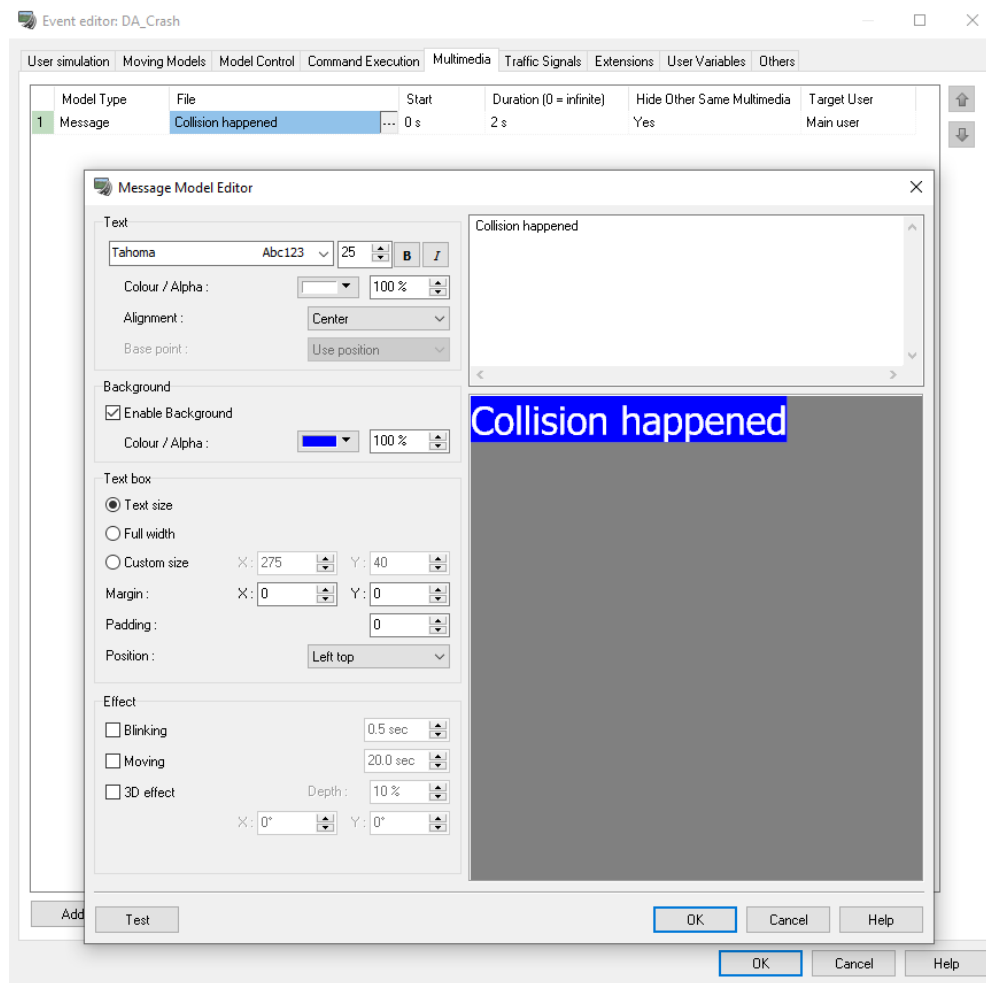 Event editor: DA_Crash
User simulation Moving Models Model Control Command Execution Multimedia Traffic Signals Extensions User Variables Others
Model Type File Start Duration (0 = infinite) Hide Other Same Multimedia Target User
1 Message Collision happened ... 0 s 2 s Yes Main user
Message Model Editor
Text
Tahoma Abc123 25 B I
Colour / Alpha : 100 %
Alignment : Center
Base point : Use position
Background
Enable Background
Colour / Alpha : 100 %
Text box
Text size
Full width
Custom size X : 275 Y : 40
Margin : X : 0 Y : 0
Padding : 0
Position : Left top
Effect
Blinking 0.5 sec
Moving 20.0 sec
3D effect Depth : 10 %
X : 0° Y : 0°
Collision happened
Collision happened
Add
Test OK Cancel Help
OK Cancel Help